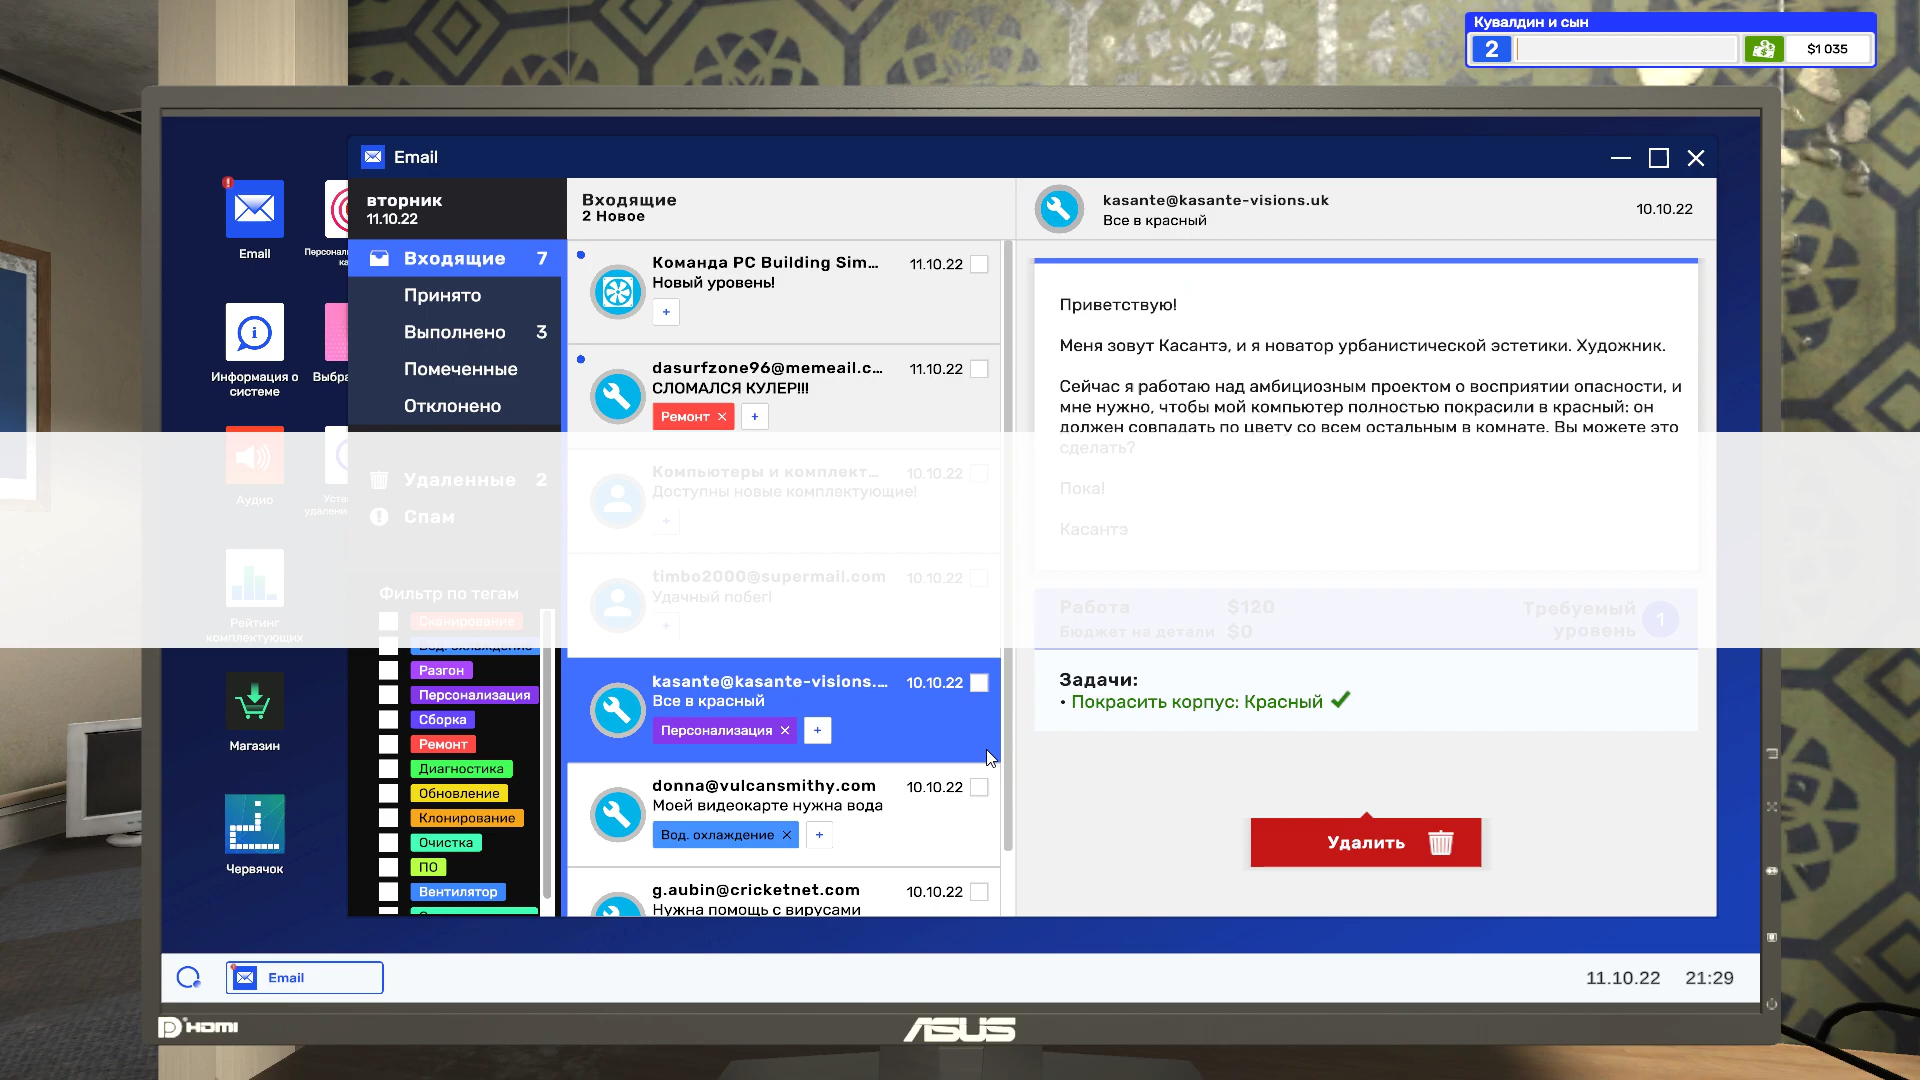 Кувалдин и сын
2
$1 035
Email
вторник
11.10.22
Входящие
2 Новое
kasante@kasante-visions.uk
Все в красный
10.10.22
Email
Информация о
системе
Аудио
Рейтинг
комплектующих
Магазин
Червячок
Входящие 7
Принято
Выполнено 3
Помеченные
Отклонено
Удаленные 2
Спам
Фильтр по тегам
Сканирование
Вод. охлаждение
Разгон
Персонализация
Сборка
Ремонт
Диагностика
Обновление
Клонирование
Очистка
ПО
Вентилятор
Команда PC Building Sim...
11.10.22
Новый уровень!
+
dasurfzone96@memeail.c...
11.10.22
СЛОМАЛСЯ КУЛЕР!!!
Ремонт × +
Компьютеры и комплект...
10.10.22
Доступны новые комплектующие!
+
timbo2000@supermail.com
10.10.22
Удачный побег!
+
kasante@kasante-visions....
10.10.22
Все в красный
Персонализация × +
donna@vulcansmithy.com
10.10.22
Моей видеокарте нужна вода
Вод. охлаждение × +
g.aubin@cricketnet.com
10.10.22
Нужна помощь с вирусами
Приветствую!
Меня зовут Касантэ, и я новатор урбанистической эстетики. Художник.
Сейчас я работаю над амбициозным проектом о восприятии опасности, и
мне нужно, чтобы мой компьютер полностью покрасили в красный: он
должен совпадать по цвету со всем остальным в комнате. Вы можете это
сделать?
Пока!
Касантэ
Работа $120
Бюджет на детали $0
Требуемый
уровень
1
Задачи:
• Покрасить корпус: Красный
Удалить
Email
11.10.22 21:29
HDMI
ASUS